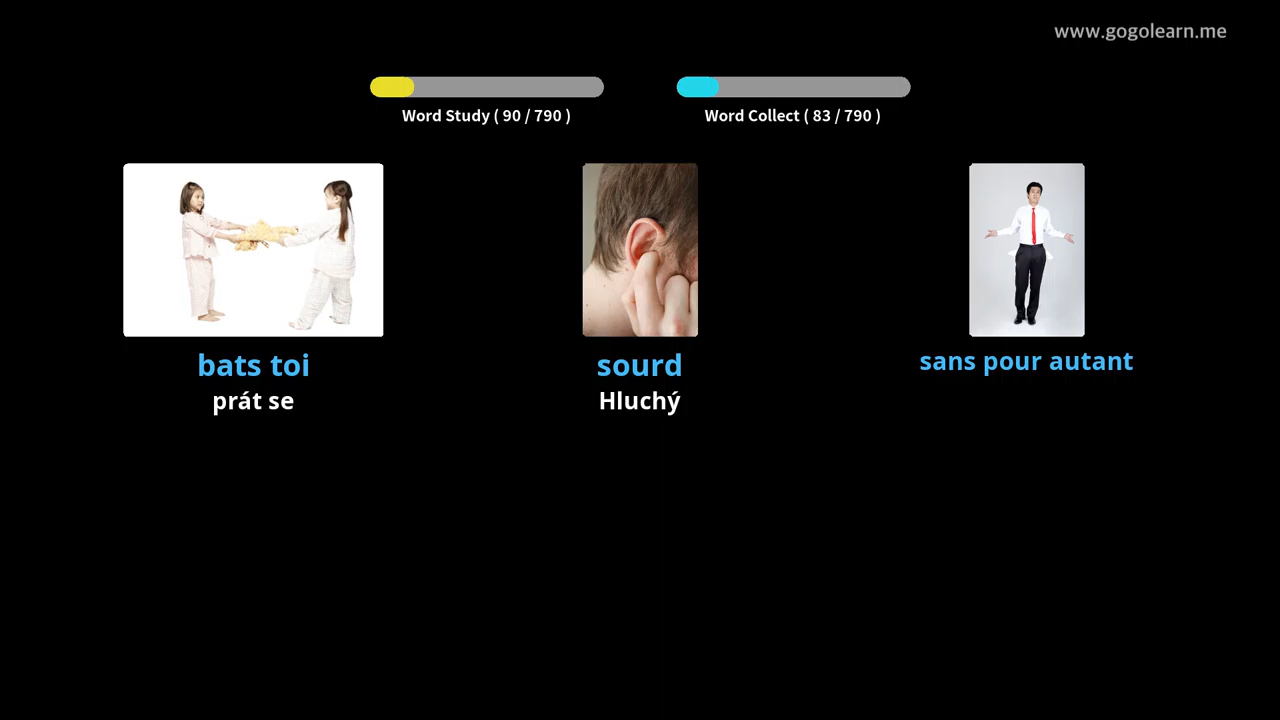 www.gogolearn.me
Word Study ( 90 / 790 )
Word Collect ( 83 / 790 )
bats toi
prát se
sourd
Hluchý
sans pour autant